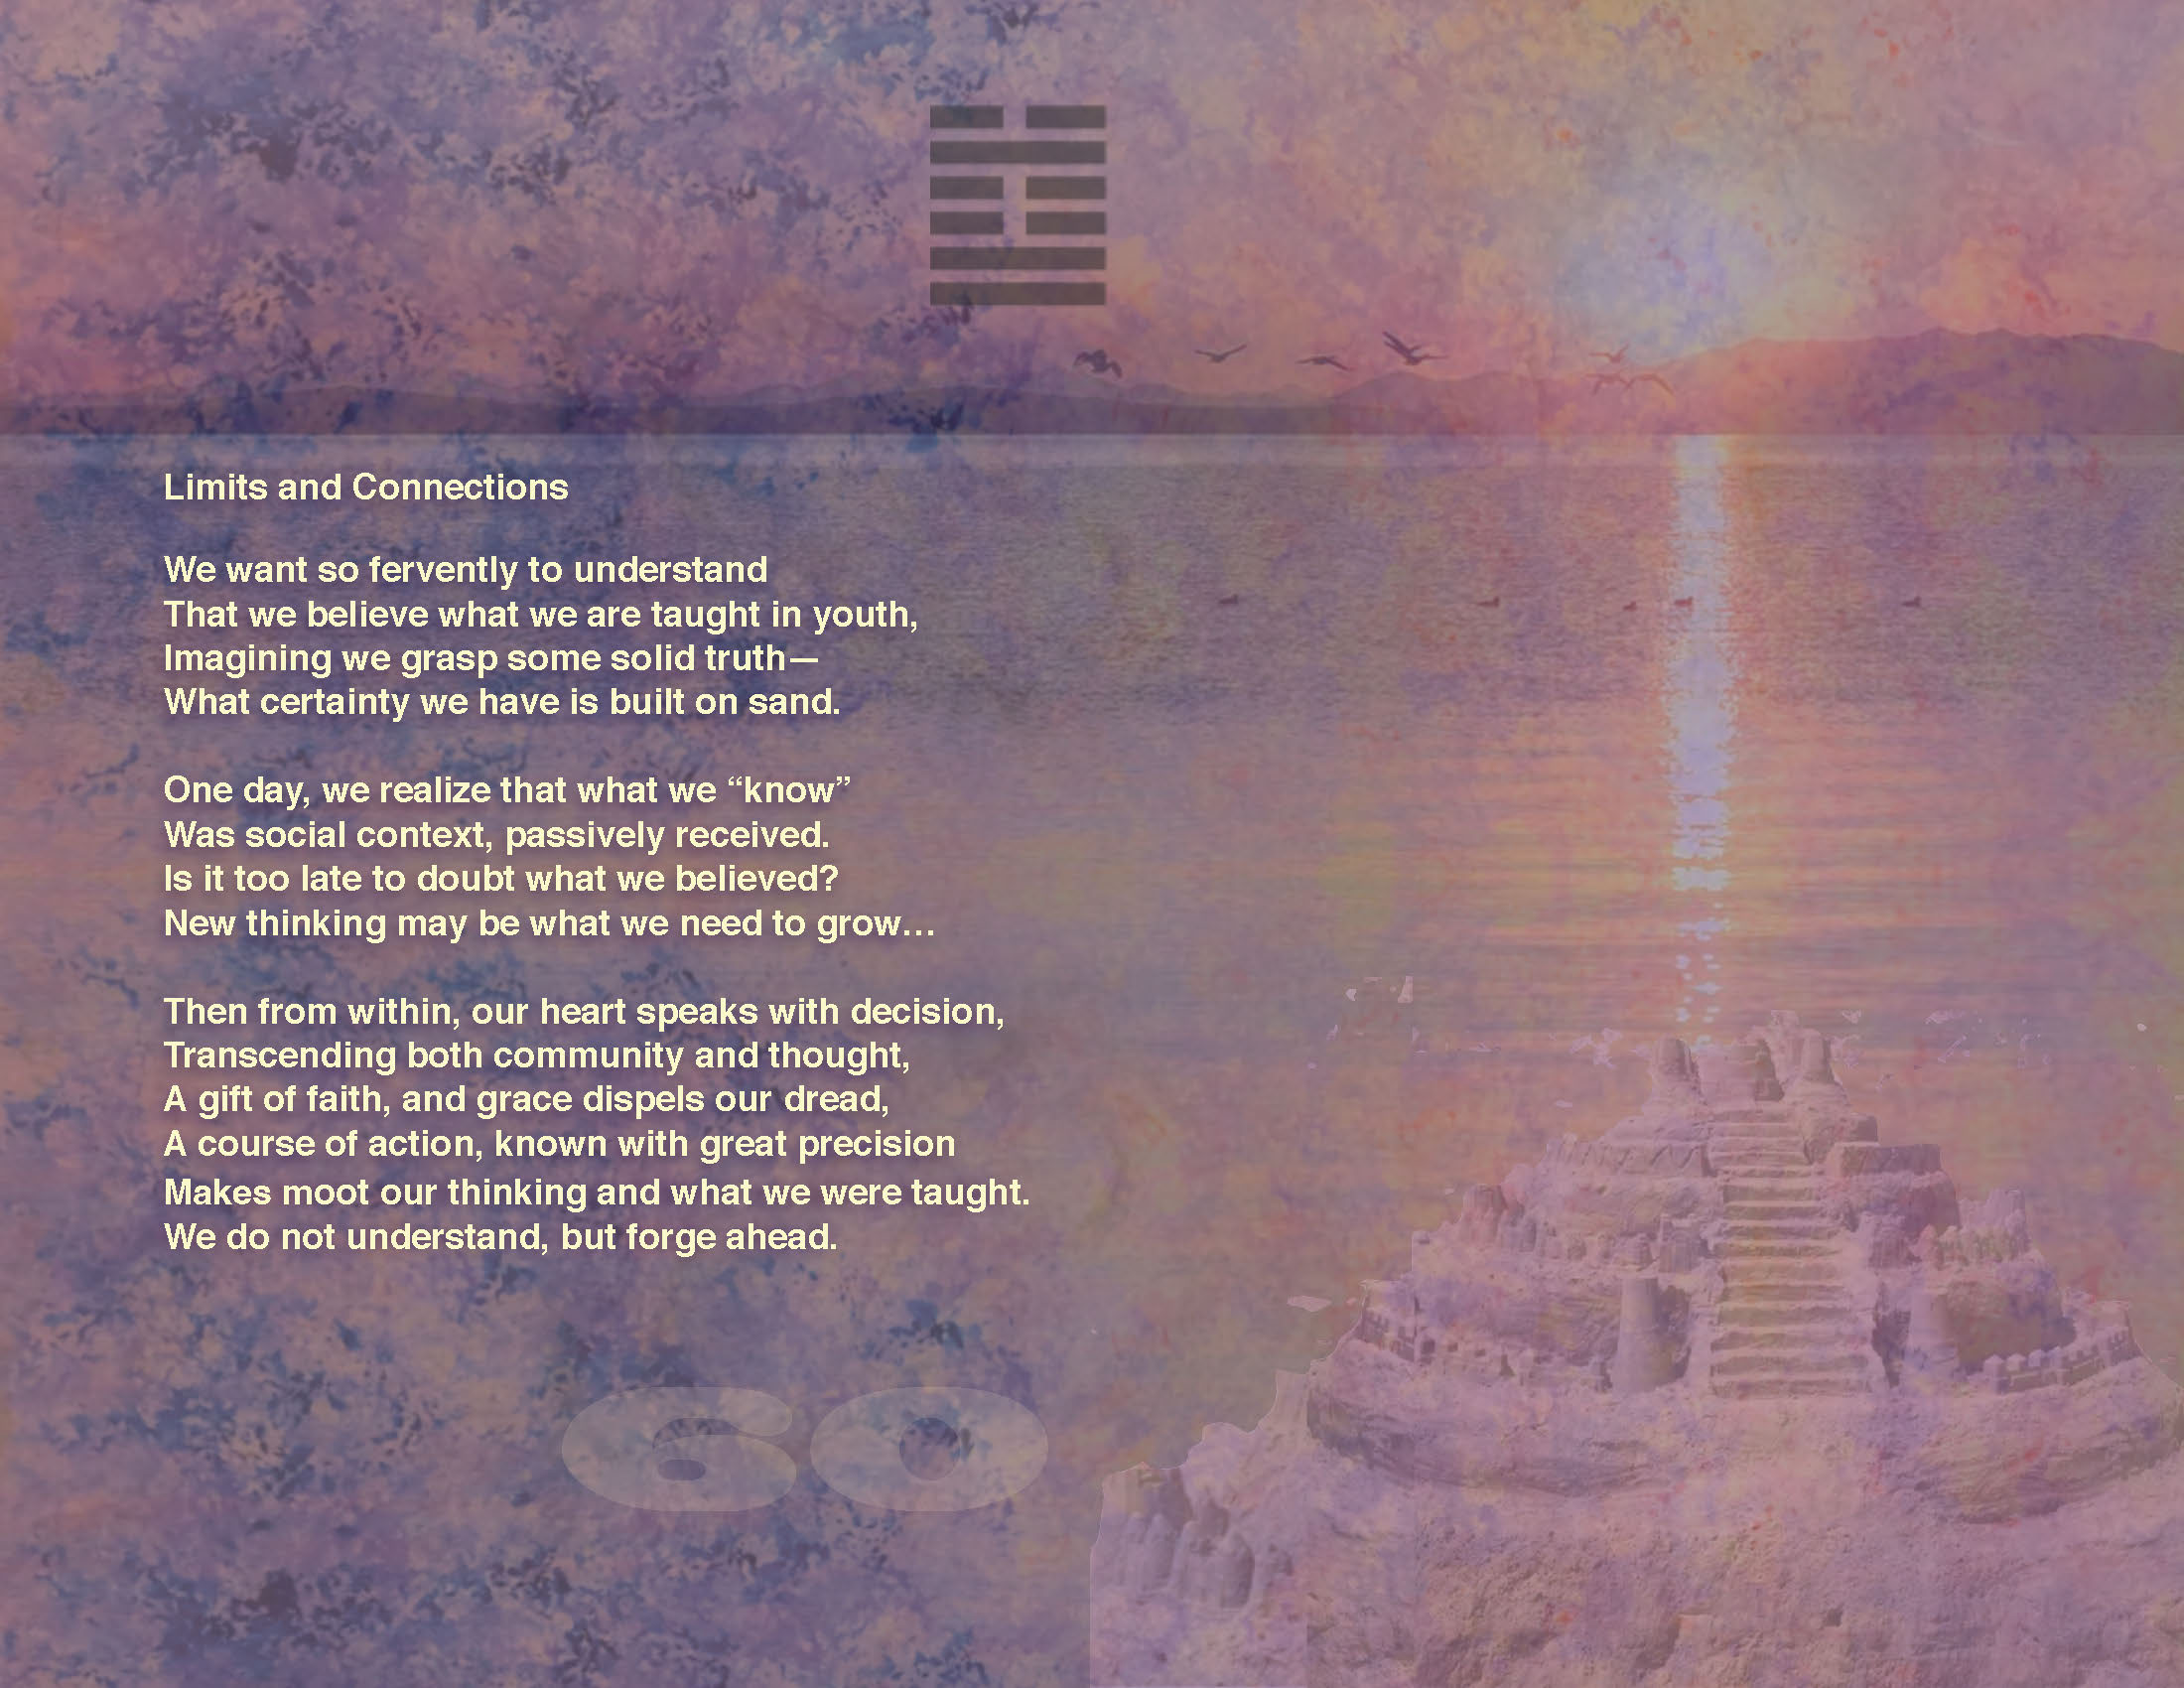 Limits and Connections
We want so fervently to understand
That we believe what we are taught in youth,
Imagining we grasp some solid truth—
What certainty we have is built on sand.
One day, we realize that what we “know”
Was social context, passively received.
Is it too late to doubt what we believed?
New thinking may be what we need to grow…
Then from within, our heart speaks with decision,
Transcending both community and thought,
A gift of faith, and grace dispels our dread,
A course of action, known with great precision
Makes moot our thinking and what we were taught.
We do not understand, but forge ahead.
60